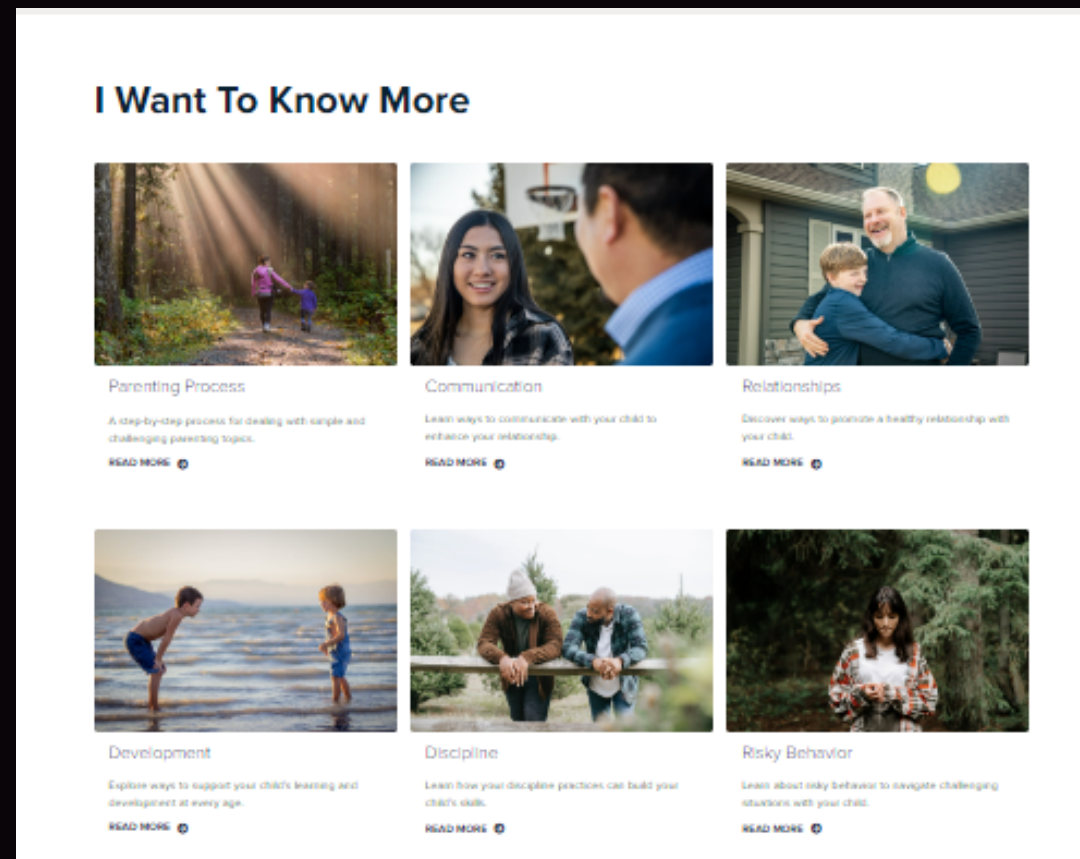 I Want To Know More
Parenting Process
A step-by-step process for dealing with simple and
challenging parenting topics.
READ MORE
Communication
Learn ways to communicate with your child to
enhance your relationship.
READ MORE
Relationships
Discover ways to promote a healthy relationship with
your child.
READ MORE
Development
Explore ways to support your child's learning and
development at every age.
READ MORE
Discipline
Learn how your discipline practices can build your
child's skills.
READ MORE
Risky Behavior
Learn about risky behavior to navigate challenging
situations with your child.
READ MORE